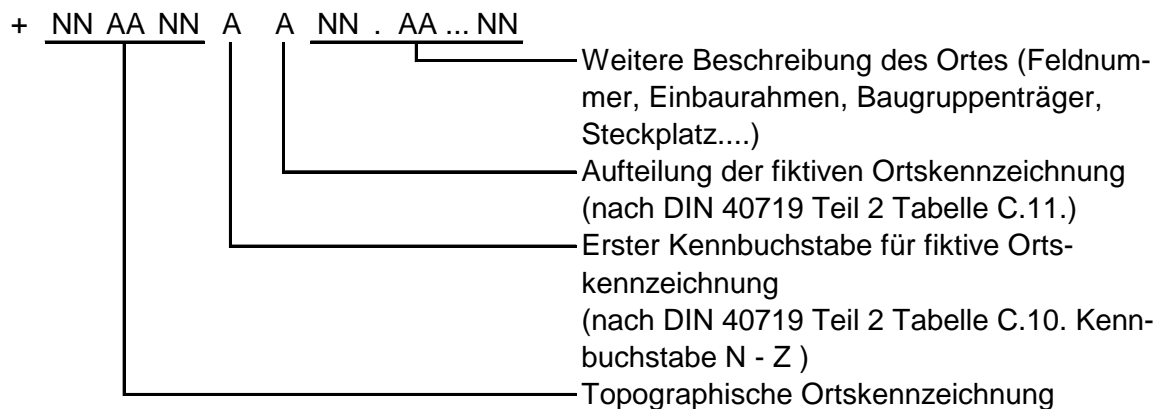 + NN AA NN A A NN . AA ... NN
Weitere Beschreibung des Ortes (Feldnum-
mer, Einbaurahmen, Baugruppenträger,
Steckplatz....)
Aufteilung der fiktiven Ortskennzeichnung
(nach DIN 40719 Teil 2 Tabelle C.11.)
Erster Kennbuchstabe für fiktive Orts-
kennzeichnung
(nach DIN 40719 Teil 2 Tabelle C.10. Kenn-
buchstabe N - Z )
Topographische Ortskennzeichnung